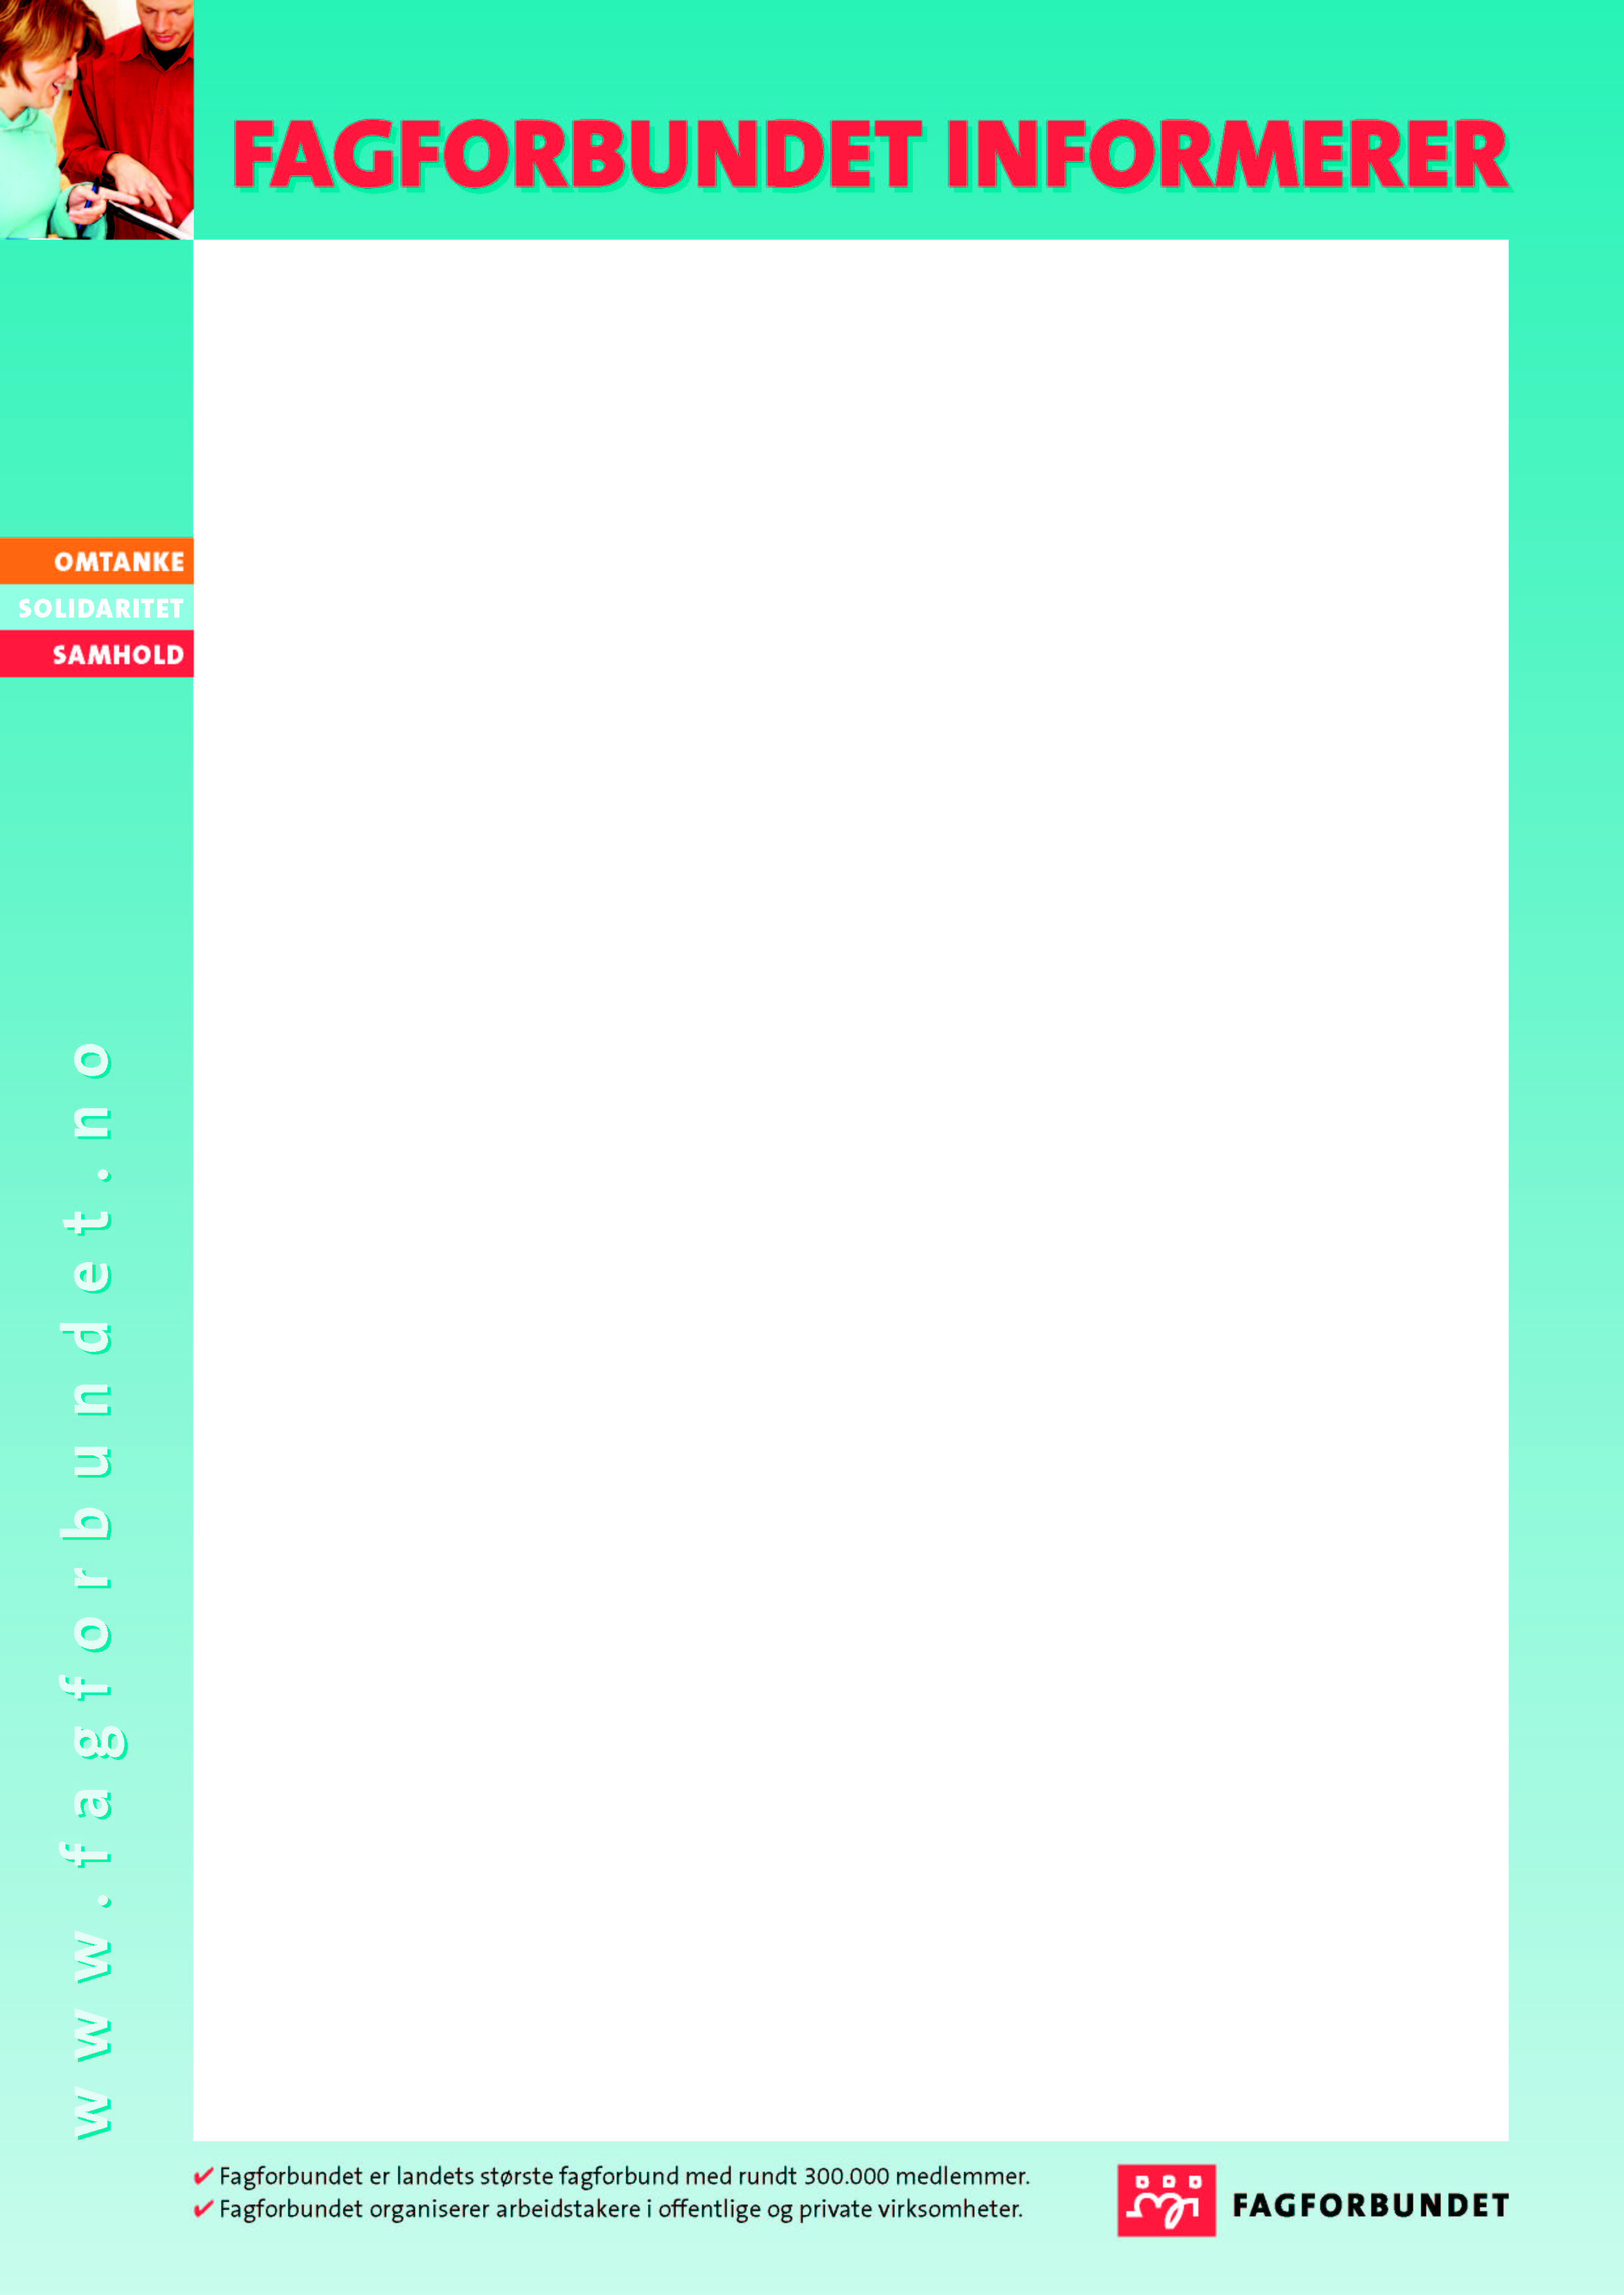 FAGFORBUNDET INFORMERER
OMTANKE
SOLIDARITET
SAMHOLD
www.fagforbundet.no
✔ Fagforbundet er landets største fagforbund med rundt 300.000 medlemmer.
✔ Fagforbundet organiserer arbeidstakere i offentlige og private virksomheter.
FAGFORBUNDET